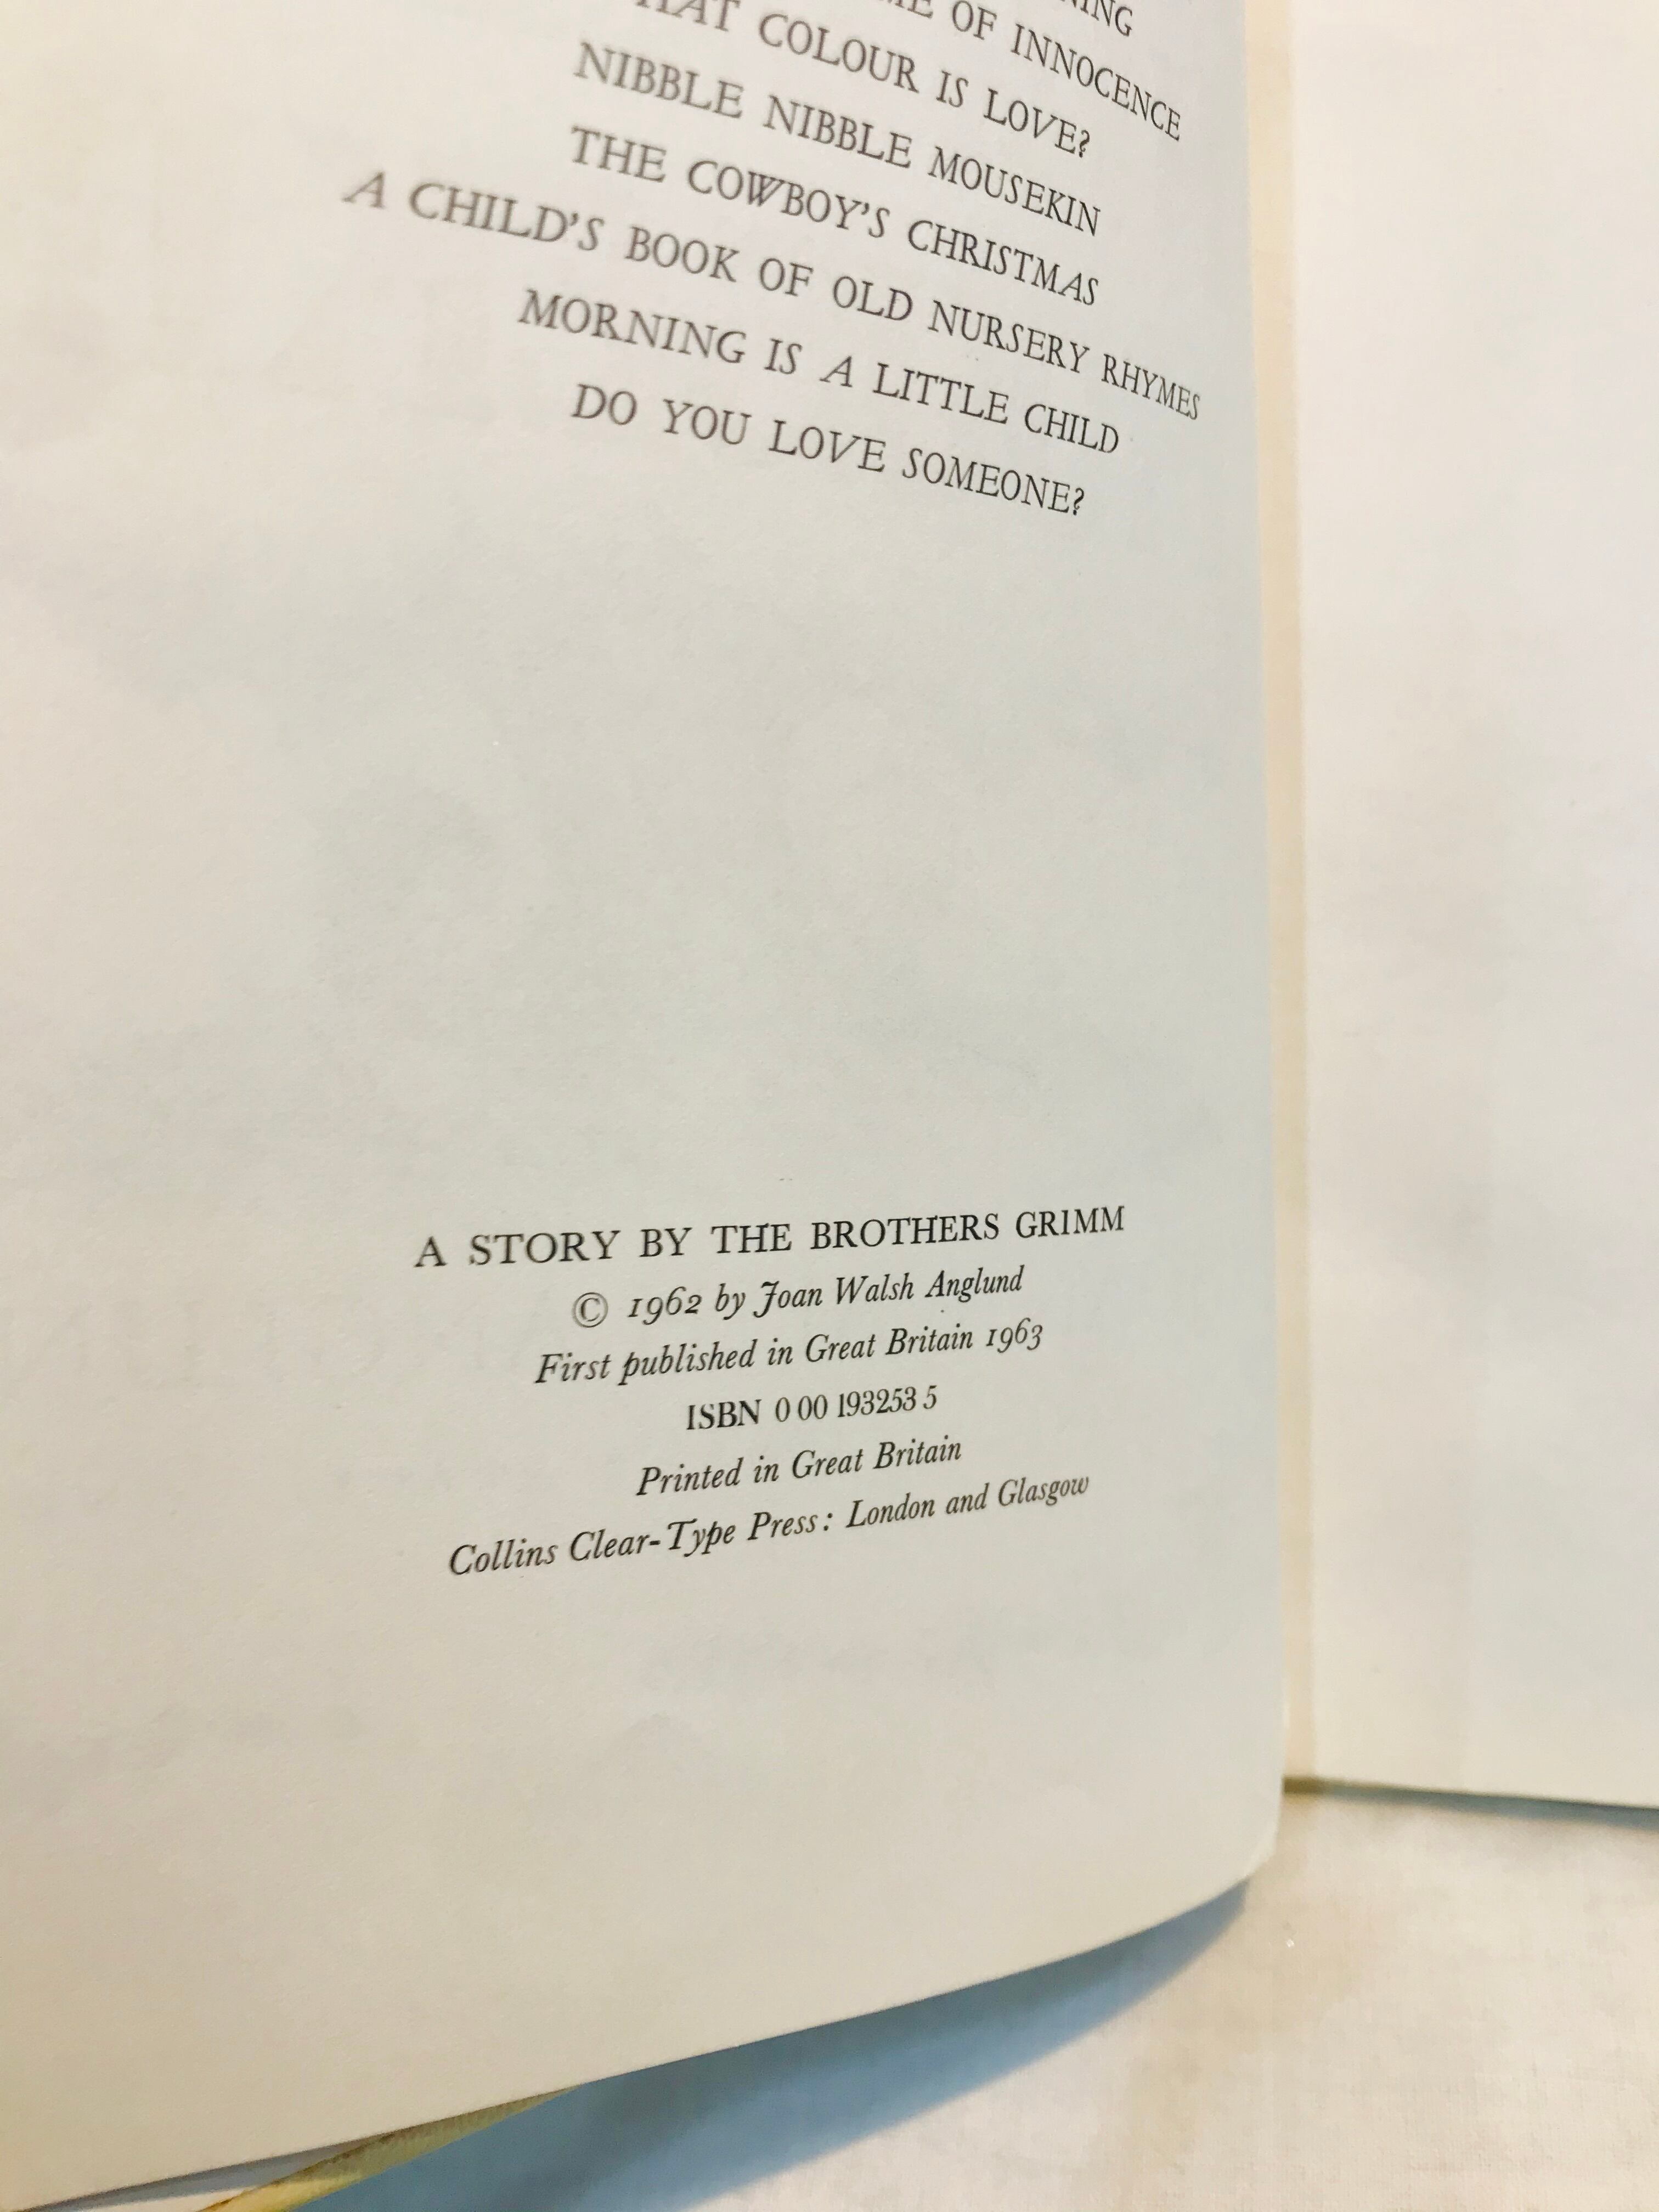 OF INNOCENCE
COLOUR IS LOVE?
NIBBLE NIBBLE MOUSEKIN
THE COWBOY'S CHRISTMAS
A CHILD'S BOOK OF OLD NURSERY RHYMES
MORNING IS A LITTLE CHILD
DO YOU LOVE SOMEONE?
A STORY BY THE BROTHERS GRIMM
© 1962 by Joan Walsh Anglund
First published in Great Britain 1963
ISBN 0 00 193253 5
Printed in Great Britain
Collins Clear-Type Press: London and Glasgow